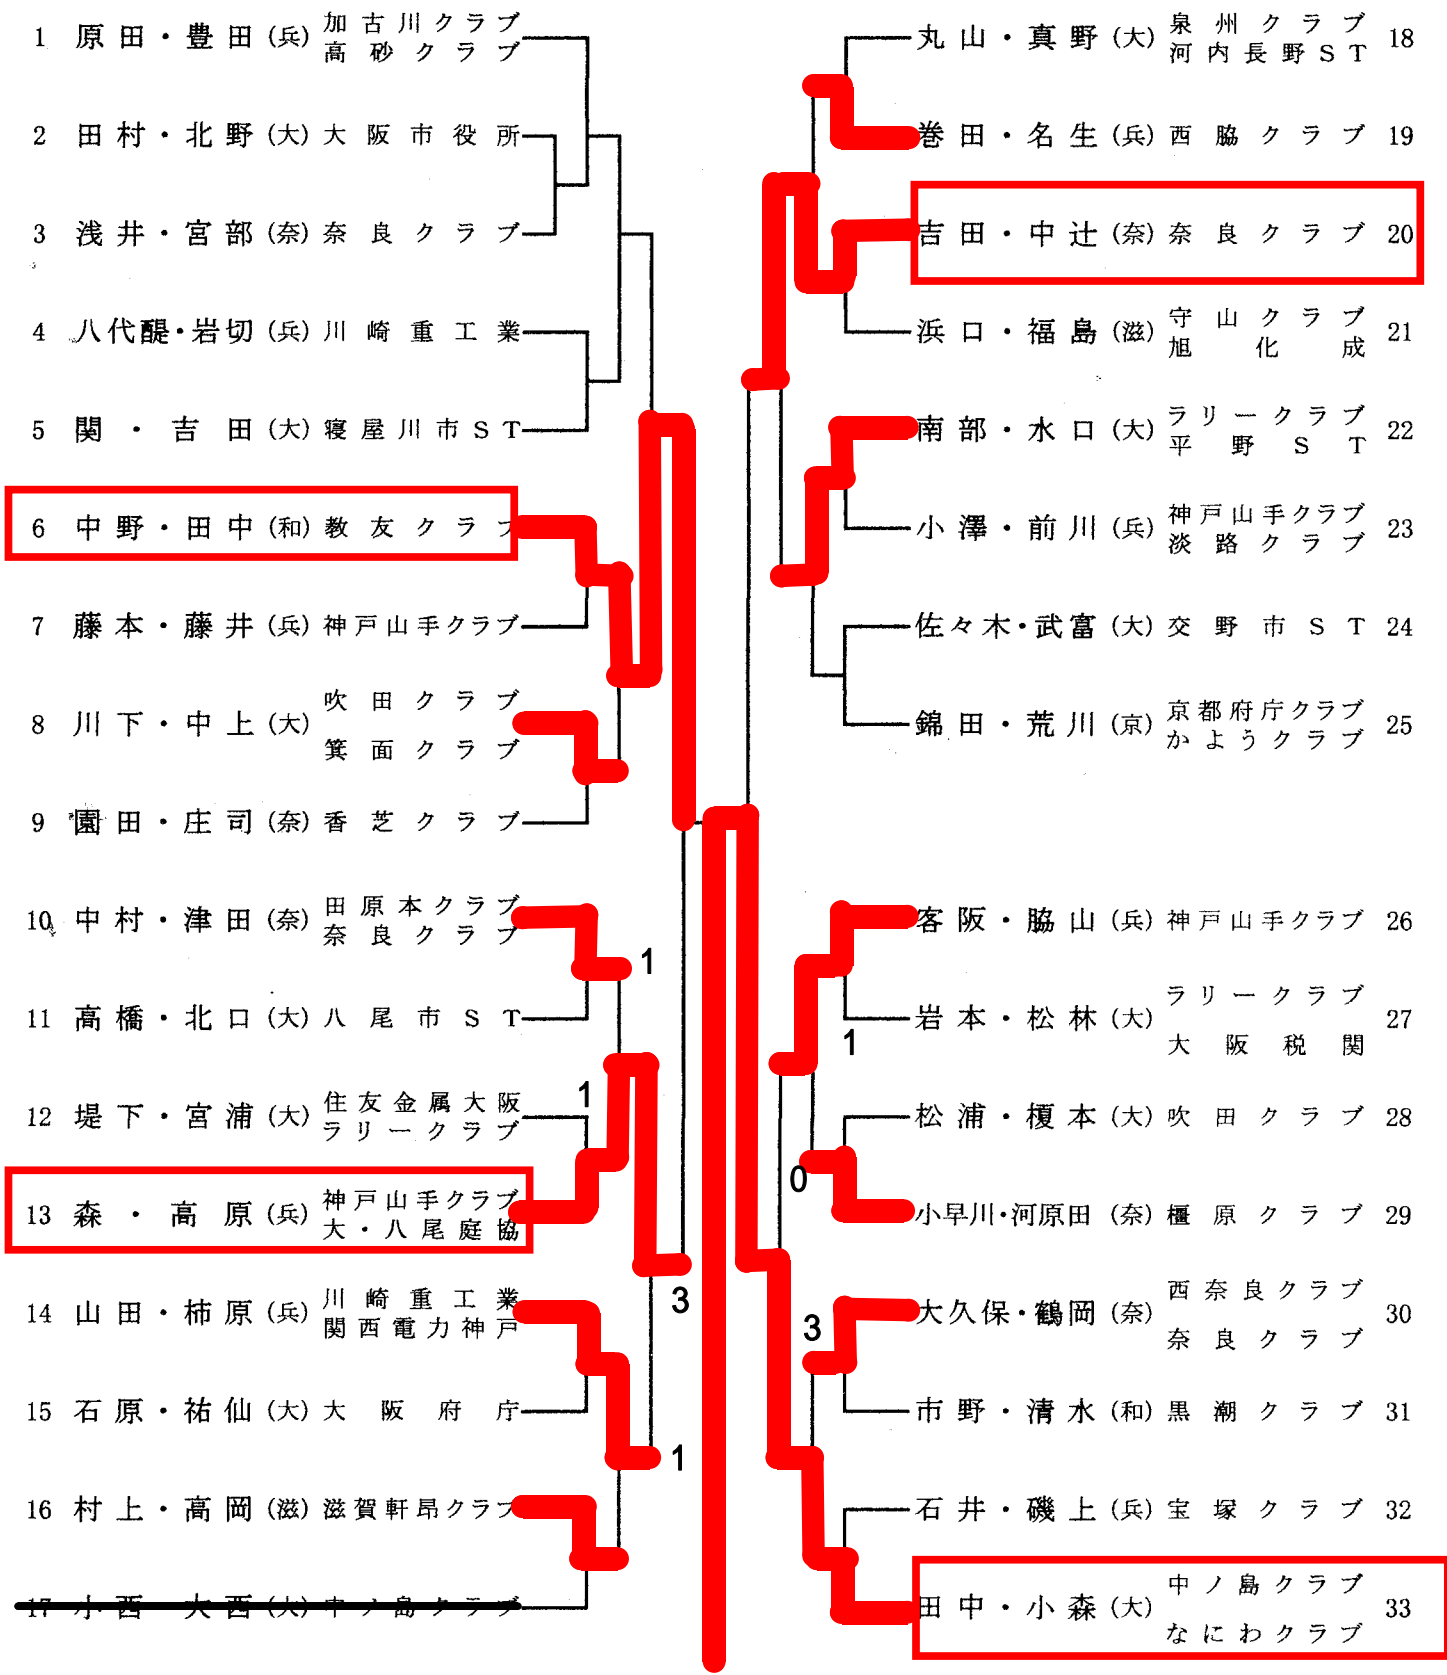 1 原田・豊田 (兵) 加古川クラブ
高砂クラブ
2 田村・北野 (大) 大阪市役所
3 浅井・宮部 (奈) 奈良クラブ
4 八代醍・岩切 (兵) 川崎重工業
5 関・吉田 (大) 寝屋川市ST
6 中野・田中 (和) 教友クラブ
7 藤本・藤井 (兵) 神戸山手クラブ
8 川下・中上 (大) 吹田クラブ
箕面クラブ
9 園田・庄司 (奈) 香芝クラブ
10 中村・津田 (奈) 田原本クラブ
奈良クラブ
1
11 高橋・北口 (大) 八尾市ST
1
12 堤下・宮浦 (大) 住友金属大阪
ラリークラブ
13 森・高原 (兵) 神戸山手クラブ
大・八尾庭協
3
14 山田・柿原 (兵) 川崎重工業
関西電力神戸
15 石原・祐仙 (大) 大阪府庁
1
16 村上・高岡 (滋) 滋賀軒昂クラブ
17 小西 大西 (大) 中ノ島クラブ
丸山・真野 (大) 泉州クラブ
河内長野ST 18
巻田・名生 (兵) 西脇クラブ 19
吉田・中辻 (奈) 奈良クラブ 20
浜口・福島 (滋) 守山クラブ
旭化成 21
南部・水口 (大) ラリークラブ
平野ST 22
小澤・前川 (兵) 神戸山手クラブ
淡路クラブ 23
佐々木・武富 (大) 交野市ST 24
錦田・荒川 (京) 京都府庁クラブ
かようクラブ 25
客阪・脇山 (兵) 神戸山手クラブ 26
岩本・松林 (大) ラリークラブ
大阪税関 27
1
松浦・榎本 (大) 吹田クラブ 28
0
小早川・河原田 (奈) 橿原クラブ 29
大久保・鶴岡 (奈) 西奈良クラブ
奈良クラブ 30
3
市野・清水 (和) 黒潮クラブ 31
石井・磯上 (兵) 宝塚クラブ 32
田中・小森 (大) 中ノ島クラブ
なにわクラブ 33